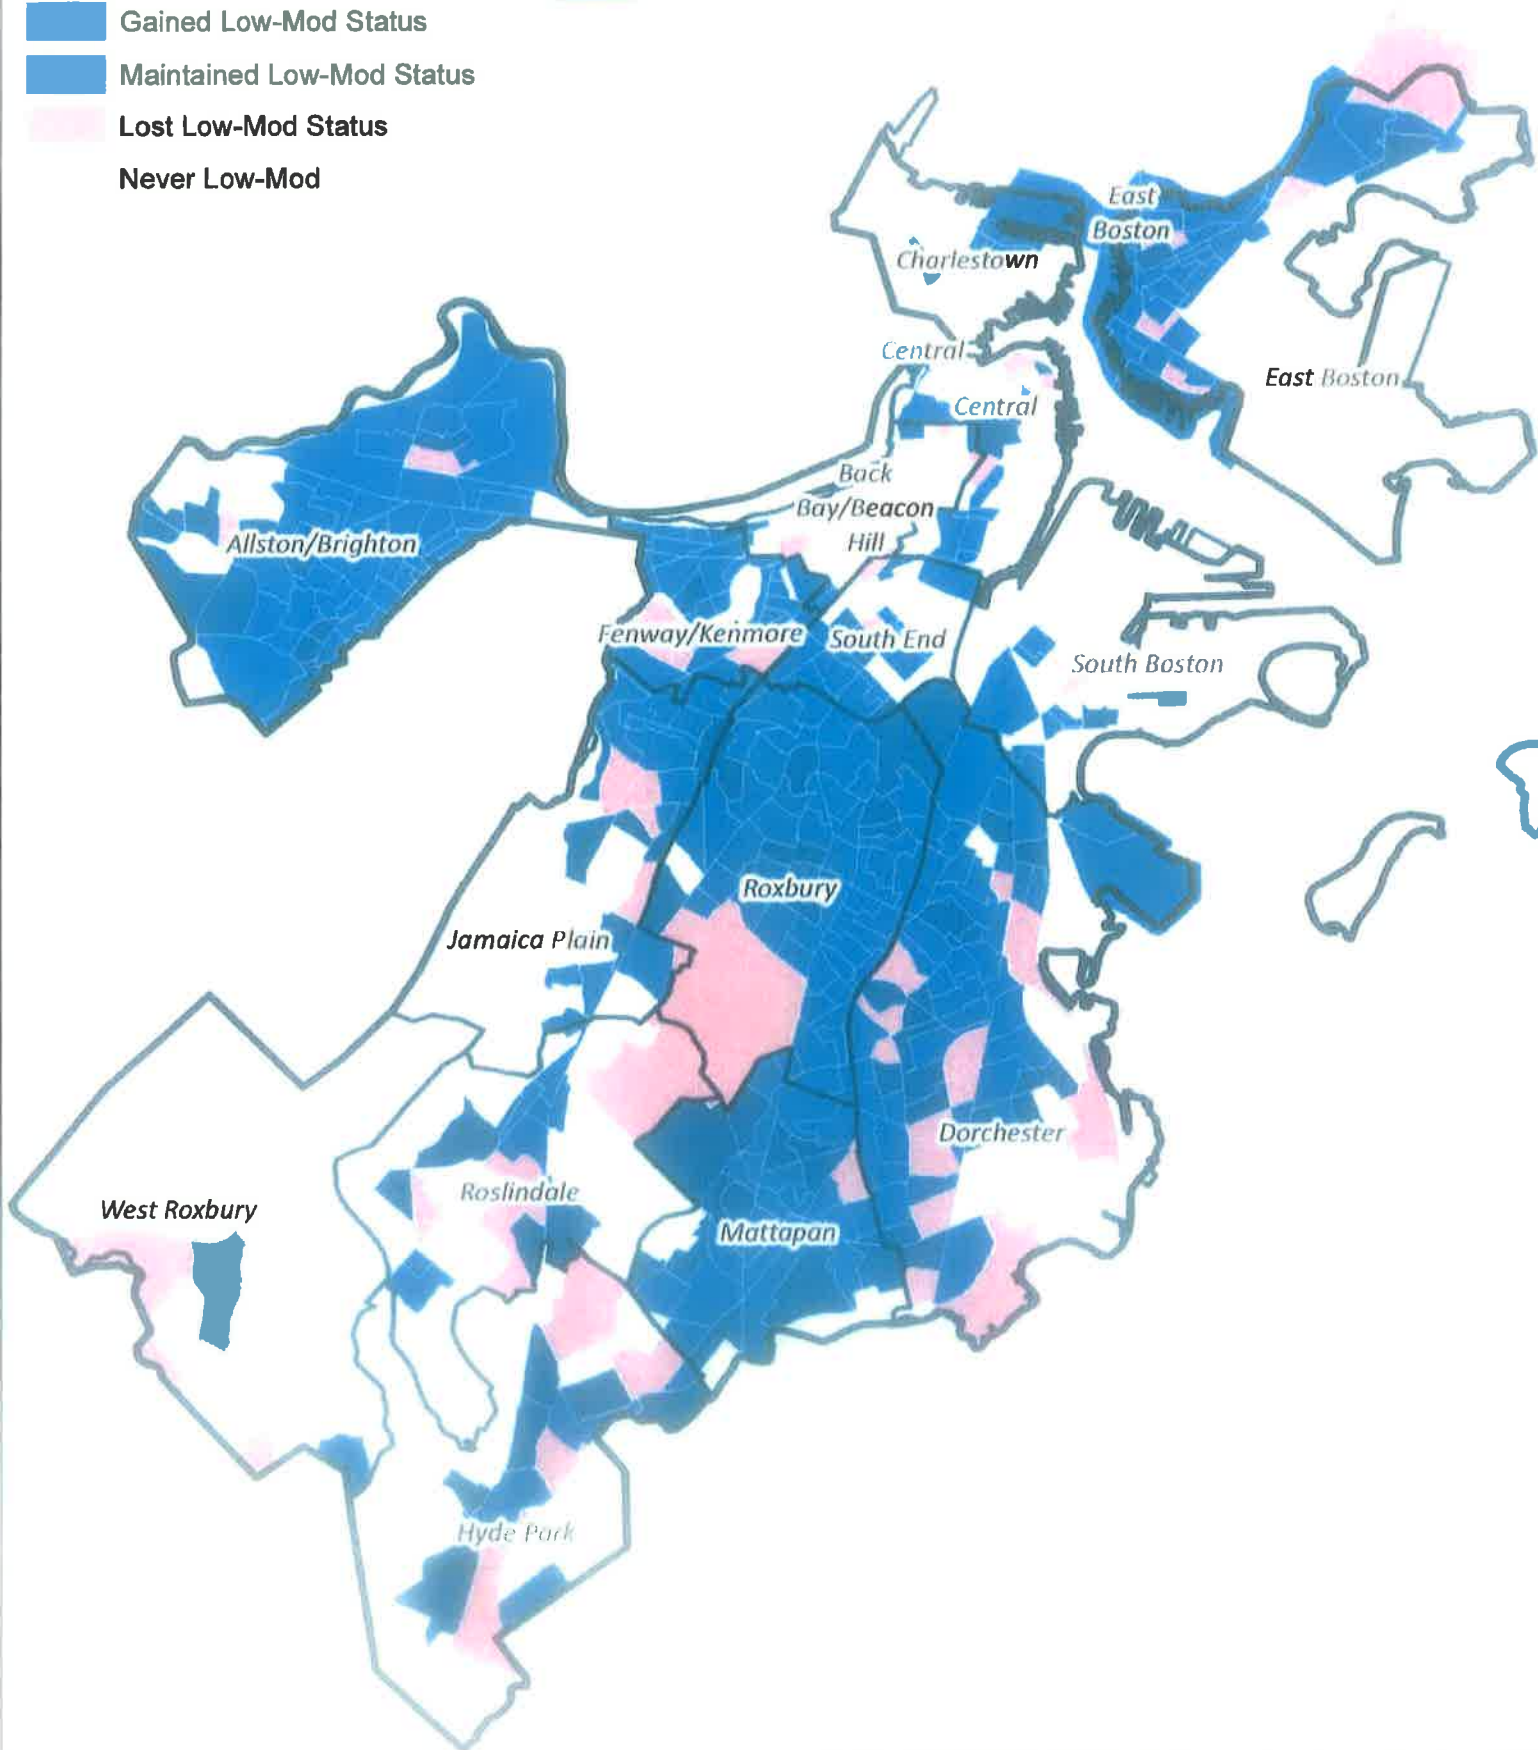 Gained Low-Mod Status
Maintained Low-Mod Status
Lost Low-Mod Status
Never Low-Mod
East
Boston
Charlestown
Central
East Boston
Central
Back
Bay/Beacon
Hill
Allston/Brighton
Fenway/Kenmore
South End
South Boston
Roxbury
Jamaica Plain
Dorchester
Roslindale
West Roxbury
Mattapan
Hyde Park